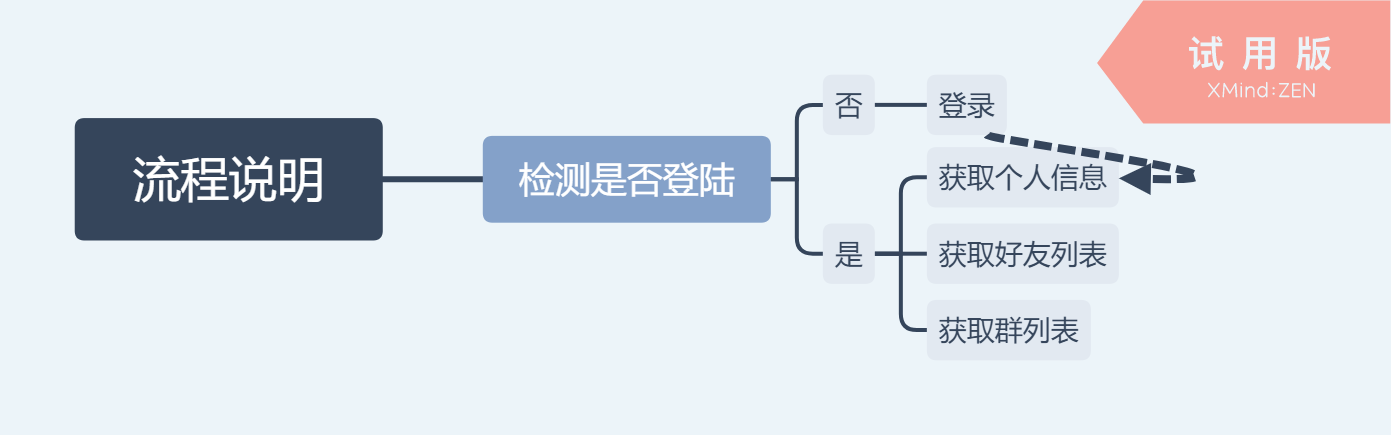 试用版
XMind:ZEN
流程说明
检测是否登陆
否
登录
是
获取个人信息
获取好友列表
获取群列表